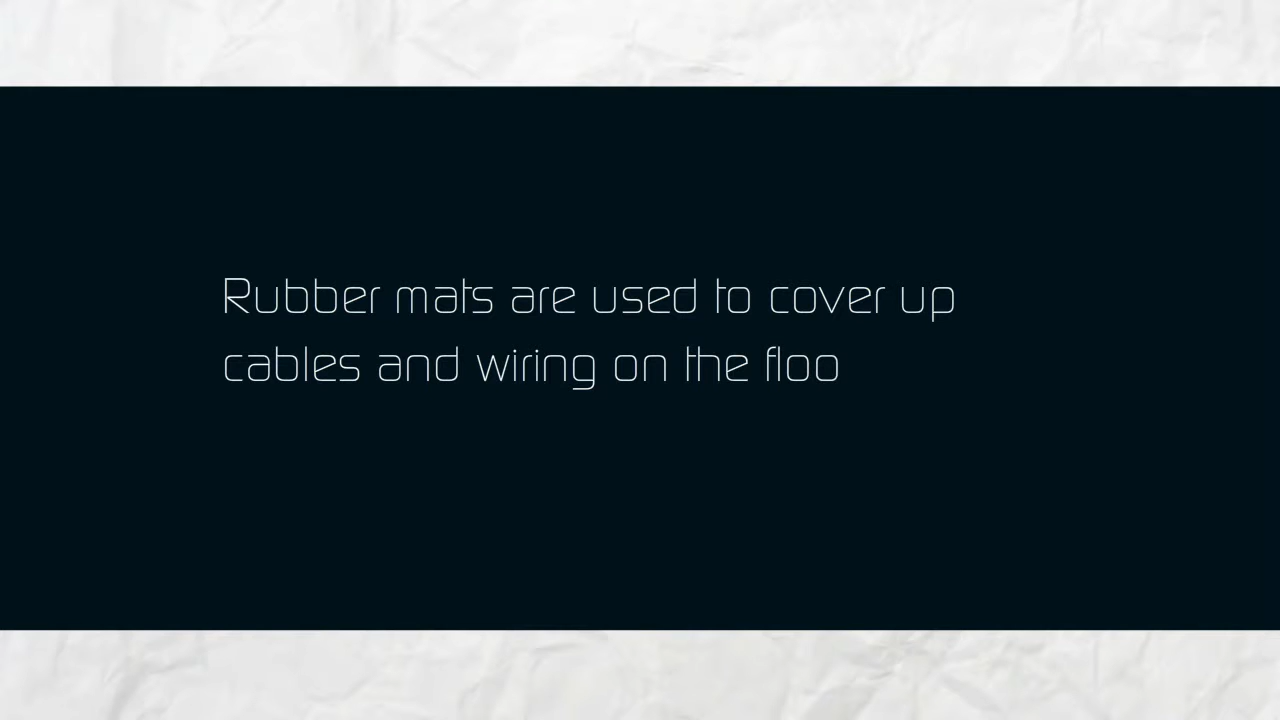 Rubber mats are used to cover up
cables and wiring on the floo